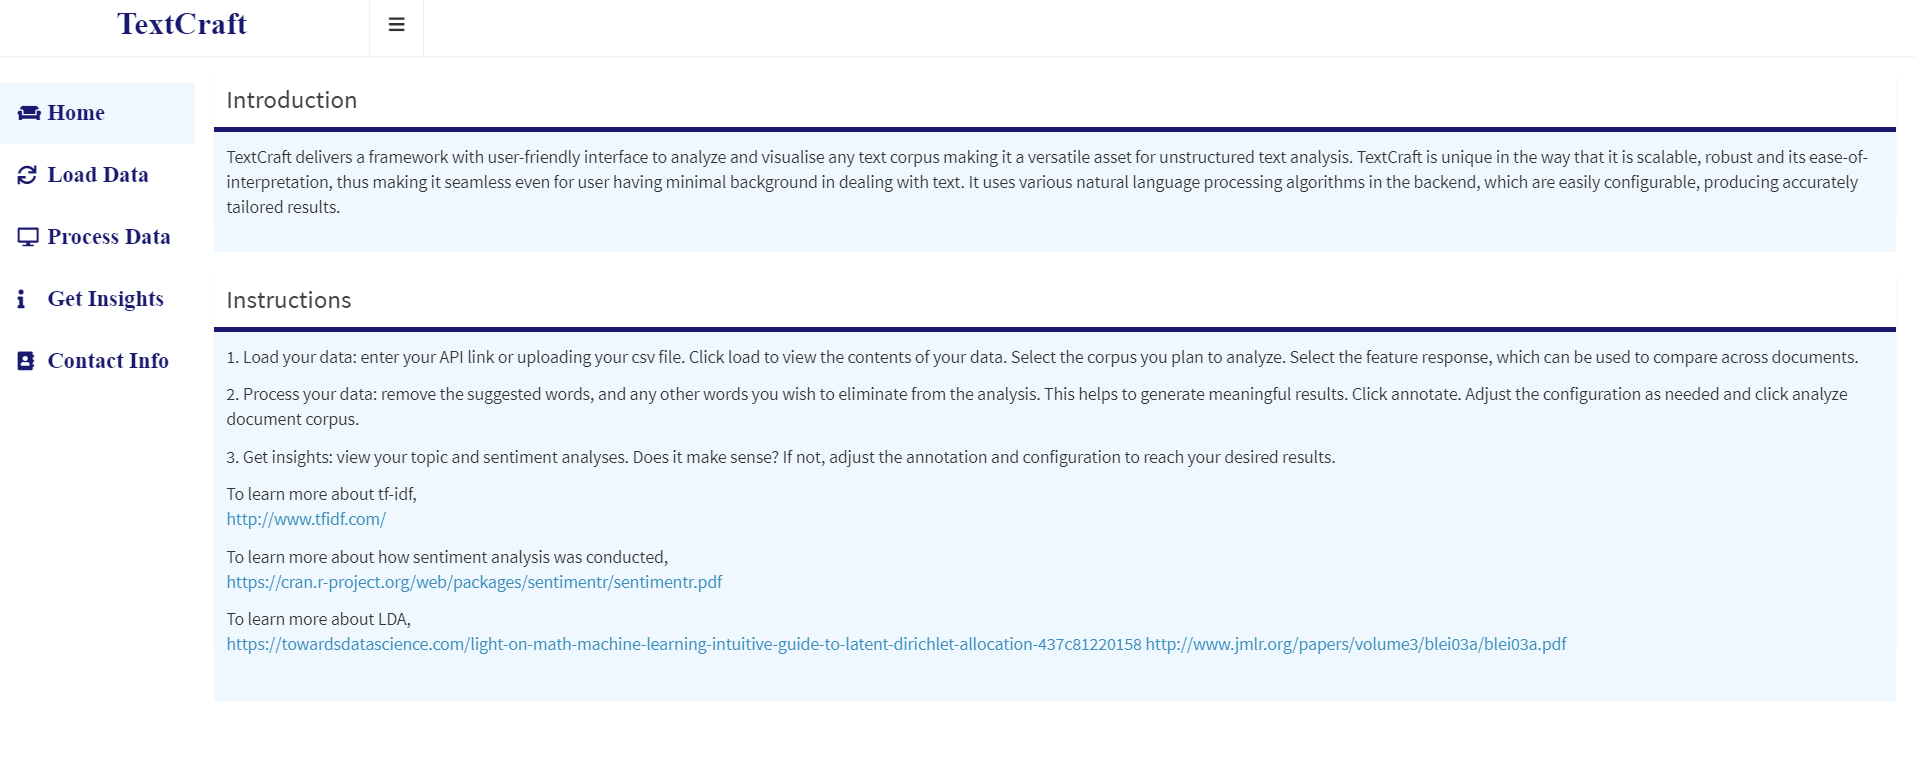 TextCraft
Home
Load Data
Process Data
Get Insights
Contact Info
Introduction
TextCraft delivers a framework with user-friendly interface to analyze and visualise any text corpus making it a versatile asset for unstructured text analysis. TextCraft is unique in the way that it is scalable, robust and its ease-of-
interpretation, thus making it seamless even for user having minimal background in dealing with text. It uses various natural language processing algorithms in the backend, which are easily configurable, producing accurately
tailored results.
Instructions
1. Load your data: enter your API link or uploading your csv file. Click load to view the contents of your data. Select the corpus you plan to analyze. Select the feature response, which can be used to compare across documents.
2. Process your data: remove the suggested words, and any other words you wish to eliminate from the analysis. This helps to generate meaningful results. Click annotate. Adjust the configuration as needed and click analyze
document corpus.
3. Get insights: view your topic and sentiment analyses. Does it make sense? If not, adjust the annotation and configuration to reach your desired results.
To learn more about tf-idf,
http://www.tfidf.com/
To learn more about how sentiment analysis was conducted,
https://cran.r-project.org/web/packages/sentimentr/sentimentr.pdf
To learn more about LDA,
https://towardsdatascience.com/light-on-math-machine-learning-intuitive-guide-to-latent-dirichlet-allocation-437c81220158 http://www.jmlr.org/papers/volume3/blei03a/blei03a.pdf